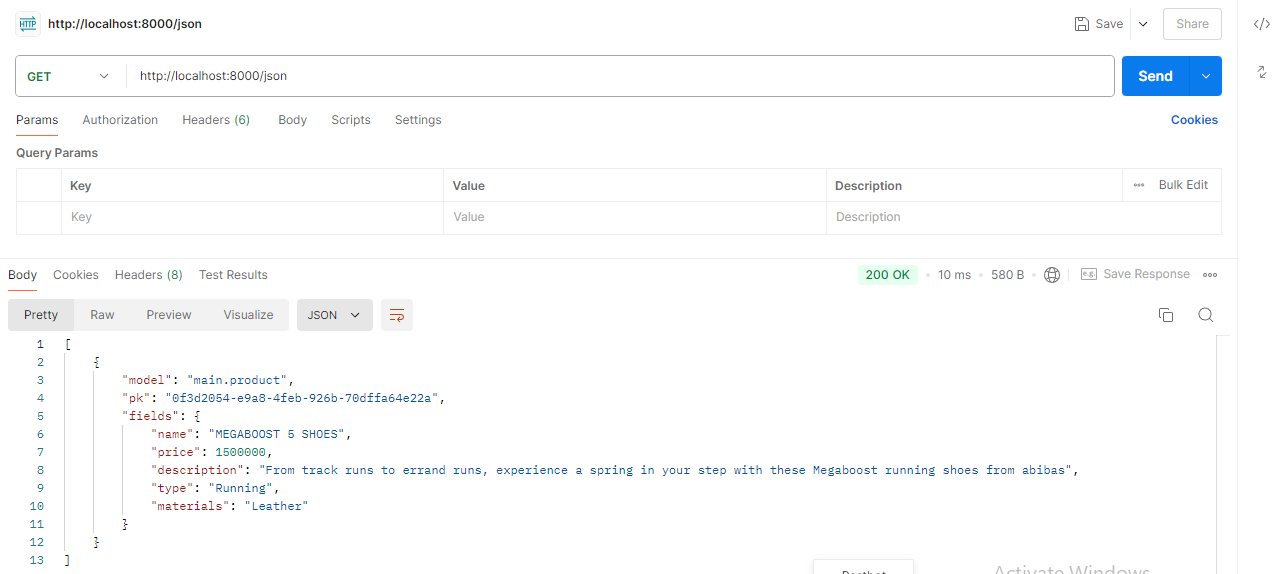 HTTP http://localhost:8000/json Save Share
GET http://localhost:8000/json Send
Params Authorization Headers (6) Body Scripts Settings Cookies
Query Params
Key Value Description Bulk Edit
Key Value Description
Body Cookies Headers (8) Test Results 200 OK 10 ms 580 B e.g. Save Response
Pretty Raw Preview Visualize JSON
1 [
2 {
3 "model": "main.product",
4 "pk": "0f3d2054-e9a8-4feb-926b-70dffa64e22a",
5 "fields": {
6 "name": "MEGABOOST 5 SHOES",
7 "price": 1500000,
8 "description": "From track runs to errand runs, experience a spring in your step with these Megaboost running shoes from abibas",
9 "type": "Running",
10 "materials": "Leather"
11 }
12 }
13 ]
Postbot Activate Windows